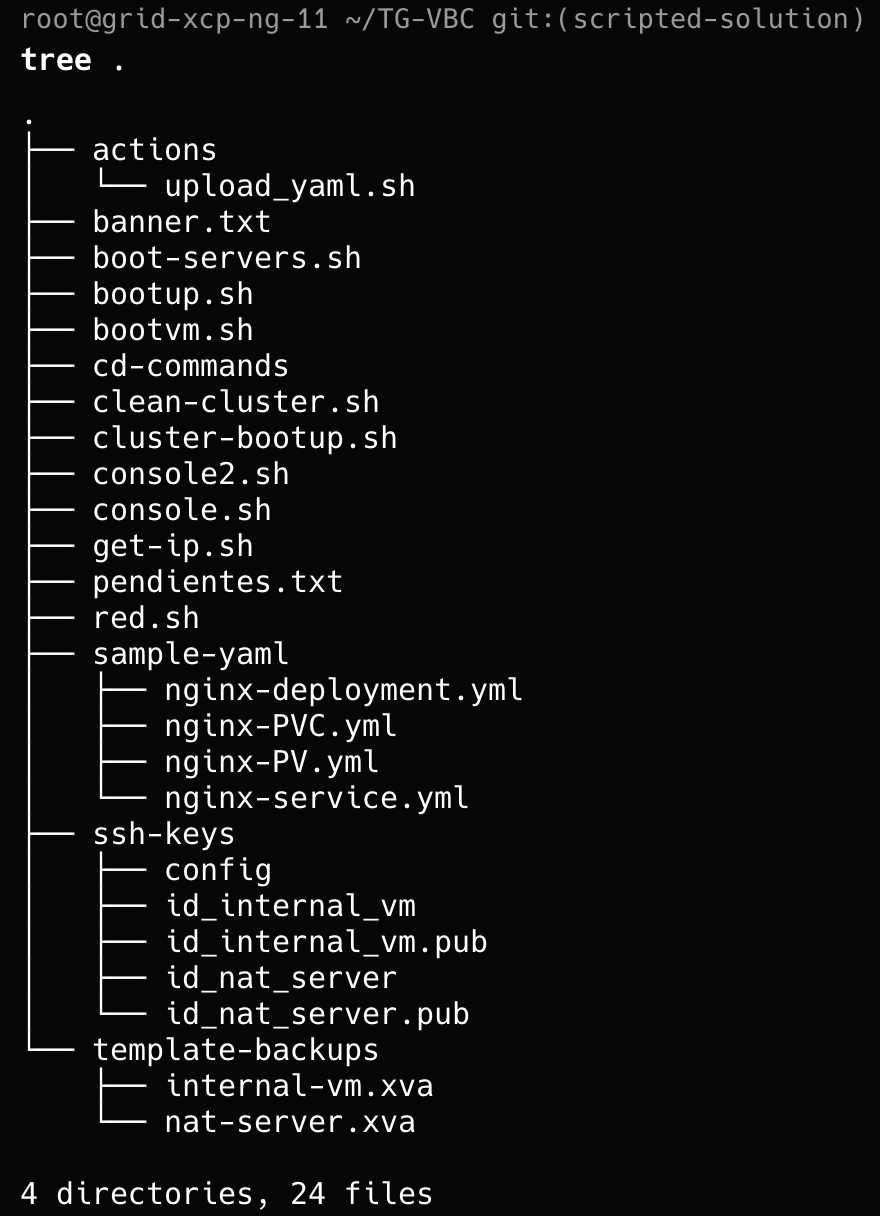 root@grid-xcp-ng-11 ~/TG-VBC git:(scripted-solution)
tree .
.
├── actions
│   └── upload_yaml.sh
├── banner.txt
├── boot-servers.sh
├── bootup.sh
├── bootvm.sh
├── cd-commands
├── clean-cluster.sh
├── cluster-bootup.sh
├── console2.sh
├── console.sh
├── get-ip.sh
├── pendientes.txt
├── red.sh
├── sample-yaml
│   ├── nginx-deployment.yml
│   ├── nginx-PVC.yml
│   ├── nginx-PV.yml
│   └── nginx-service.yml
├── ssh-keys
│   ├── config
│   ├── id_internal_vm
│   ├── id_internal_vm.pub
│   ├── id_nat_server
│   └── id_nat_server.pub
└── template-backups
    ├── internal-vm.xva
    └── nat-server.xva
4 directories, 24 files